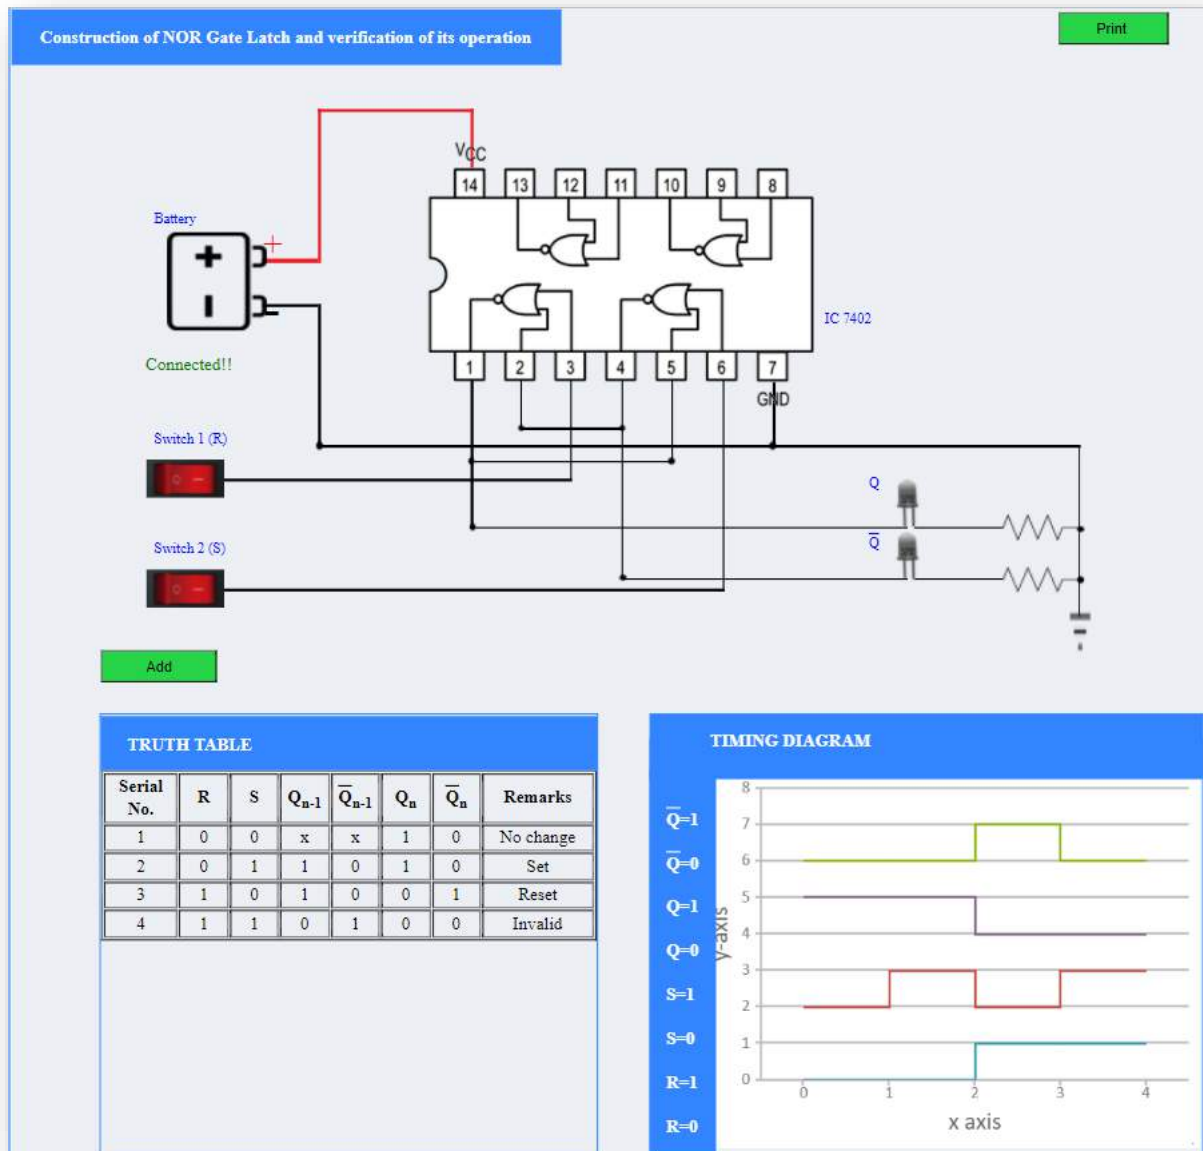 Construction of NOR Gate Latch and verification of its operation
Print
VCC
14 13 12 11 10 9 8
Battery
+
+
−
IC 7402
Connected!!
1 2 3 4 5 6 7
GND
Switch 1 (R)
Q
Q̅
Switch 2 (S)
Add
TRUTH TABLE
Serial No. R S Qn-1 Q̅n-1 Qn Q̅n Remarks
1 0 0 x x 1 0 No change
2 0 1 1 0 1 0 Set
3 1 0 1 0 0 1 Reset
4 1 1 0 1 0 0 Invalid
TIMING DIAGRAM
Q̅=1
Q̅=0
Q=1
Q=0
S=1
S=0
R=1
R=0
y-axis
8
7
6
5
4
3
2
1
0
0 1 2 3 4
x axis